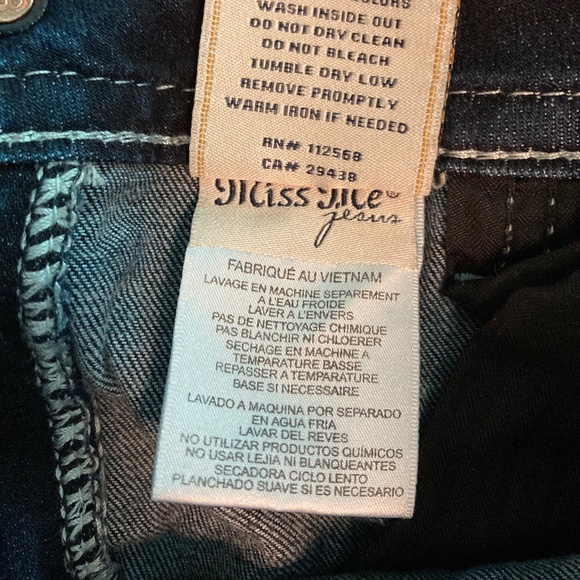 WASH INSIDE OUT
DO NOT DRY CLEAN
DO NOT BLEACH
TUMBLE DRY LOW
REMOVE PROMPTLY
WARM IRON IF NEEDED
RN# 112568
CA# 29438
Miss Me®
jeans
FABRIQUÉ AU VIETNAM
LAVAGE EN MACHINE SEPAREMENT
A L'EAU FROIDE
LAVER A L'ENVERS
PAS DE NETTOYAGE CHIMIQUE
PAS BLANCHIR NI CHLOERER
SECHAGE EN MACHINE A
TEMPARATURE BASSE
REPASSER A TEMPARATURE
BASE SI NECESSAIRE
LAVADO A MAQUINA POR SEPARADO
EN AGUA FRIA
LAVAR DEL REVES
NO UTILIZAR PRODUCTOS QUÍMICOS
NO USAR LEJIA NI BLANQUEANTES
SECADORA CICLO LENTO
PLANCHADO SUAVE SI ES NECESARIO